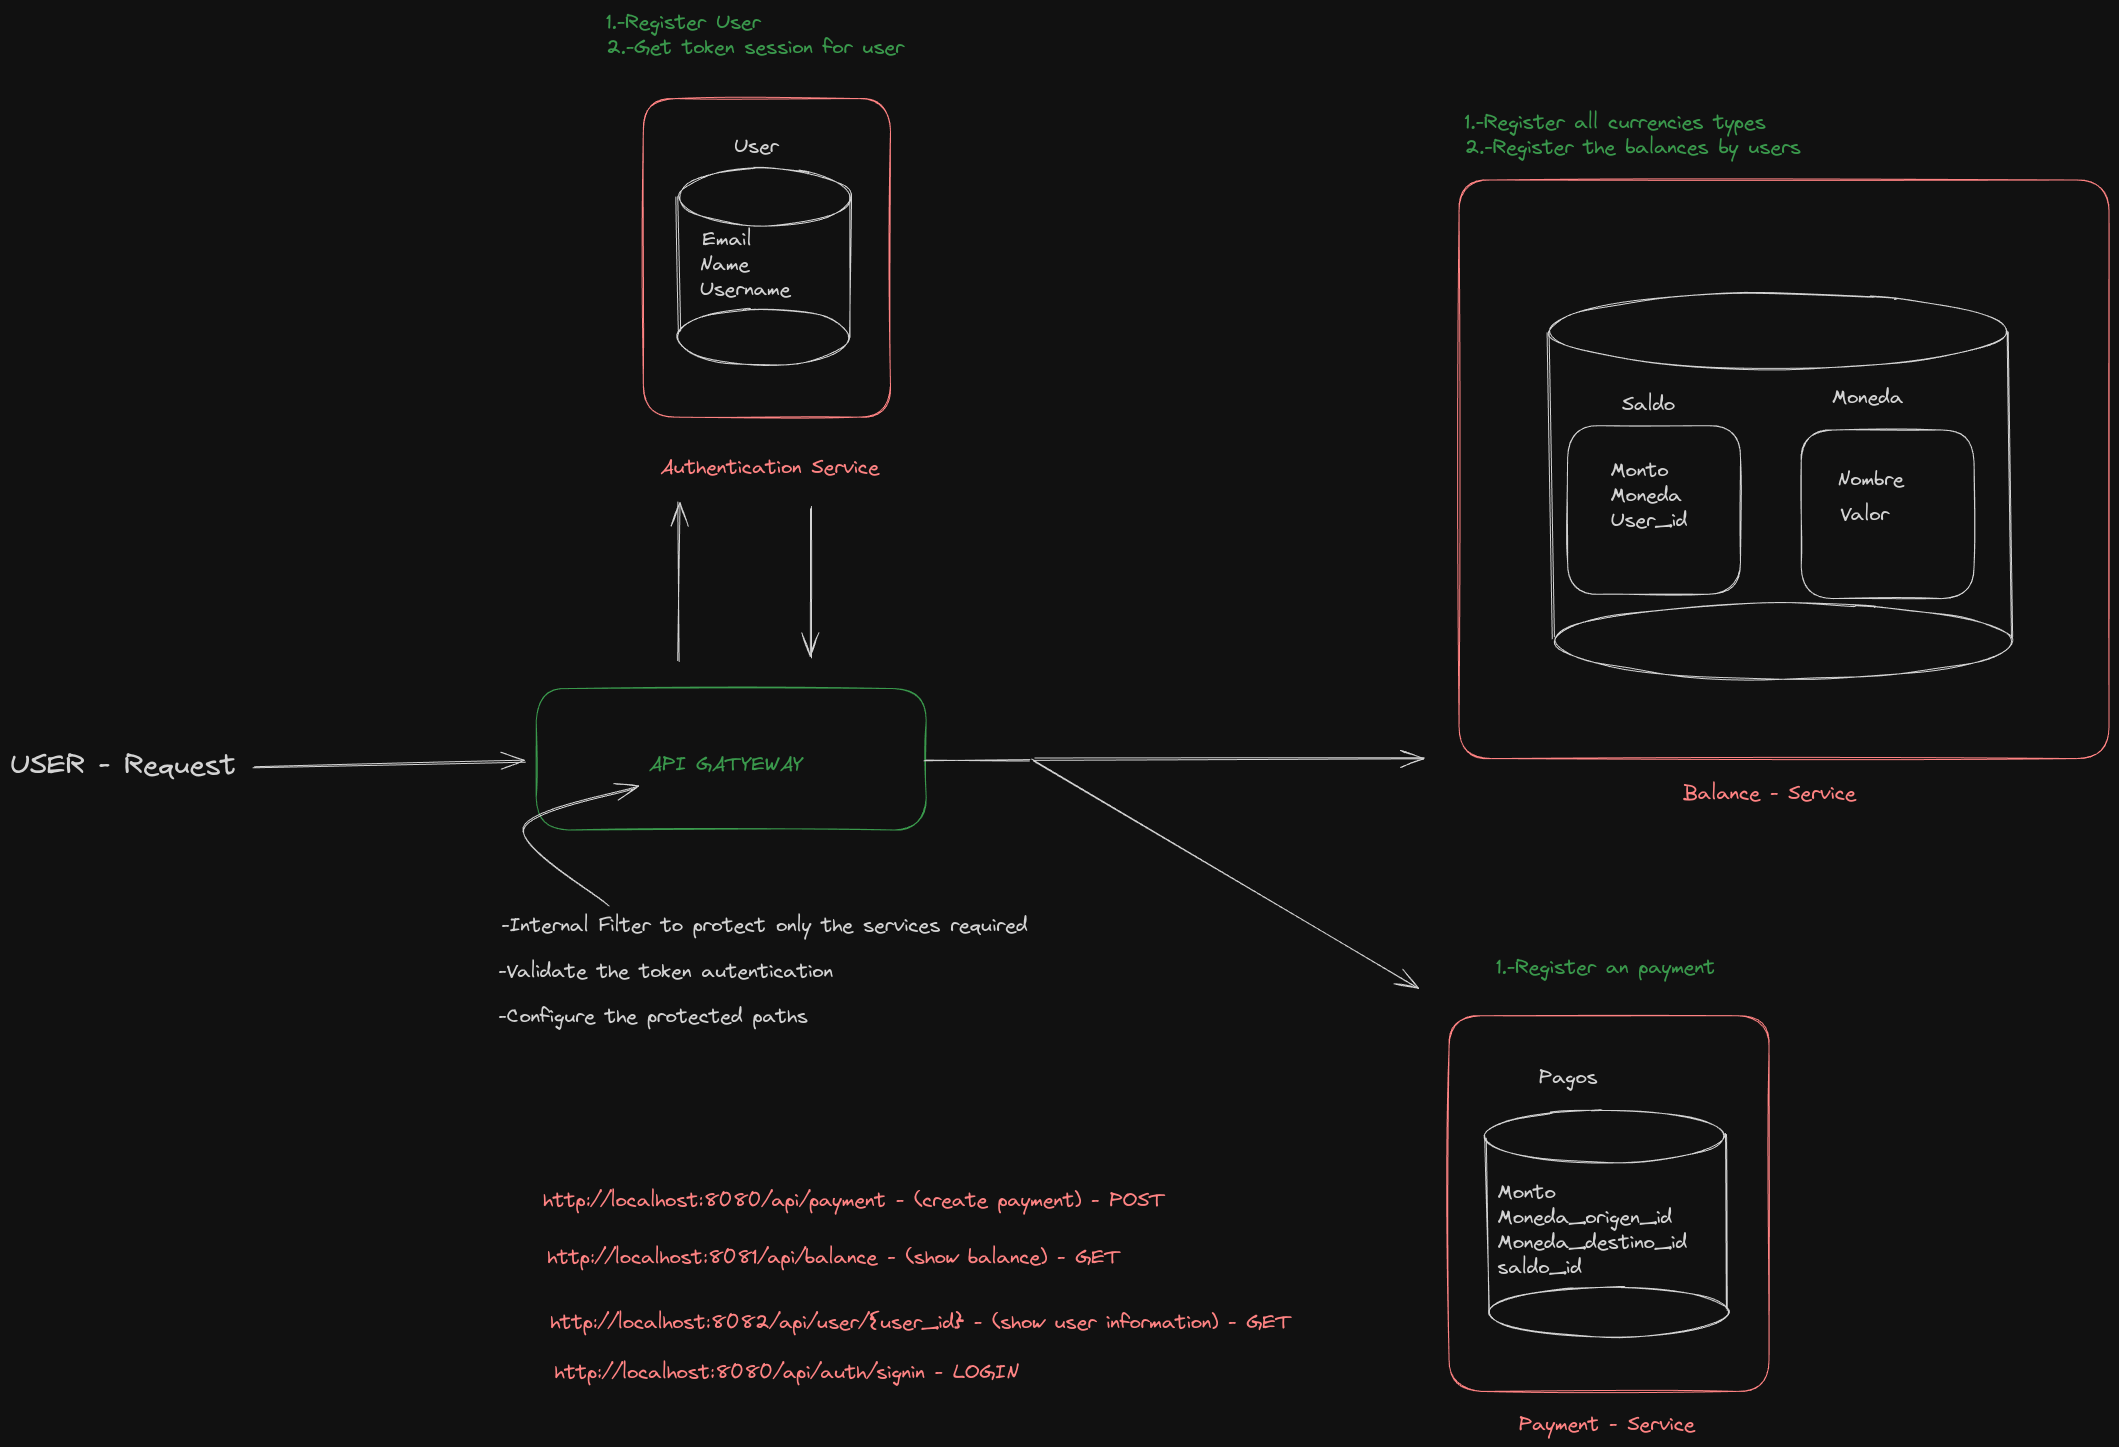 1.-Register User
2.-Get token session for user
User
Email
Name
Username
Authentication Service
1.-Register all currencies types
2.-Register the balances by users
Saldo
Monto
Moneda
User_id
Moneda
Nombre
Valor
Balance - Service
USER - Request
API GATYEWAY
-Internal Filter to protect only the services required
-Validate the token autentication
-Configure the protected paths
1.-Register an payment
Pagos
Monto
Moneda_origen_id
Moneda_destino_id
saldo_id
Payment - Service
http://localhost:8080/api/payment - (create payment) - POST
http://localhost:8081/api/balance - (show balance) - GET
http://localhost:8082/api/user/{user_id} - (show user information) - GET
http://localhost:8080/api/auth/signin - LOGIN